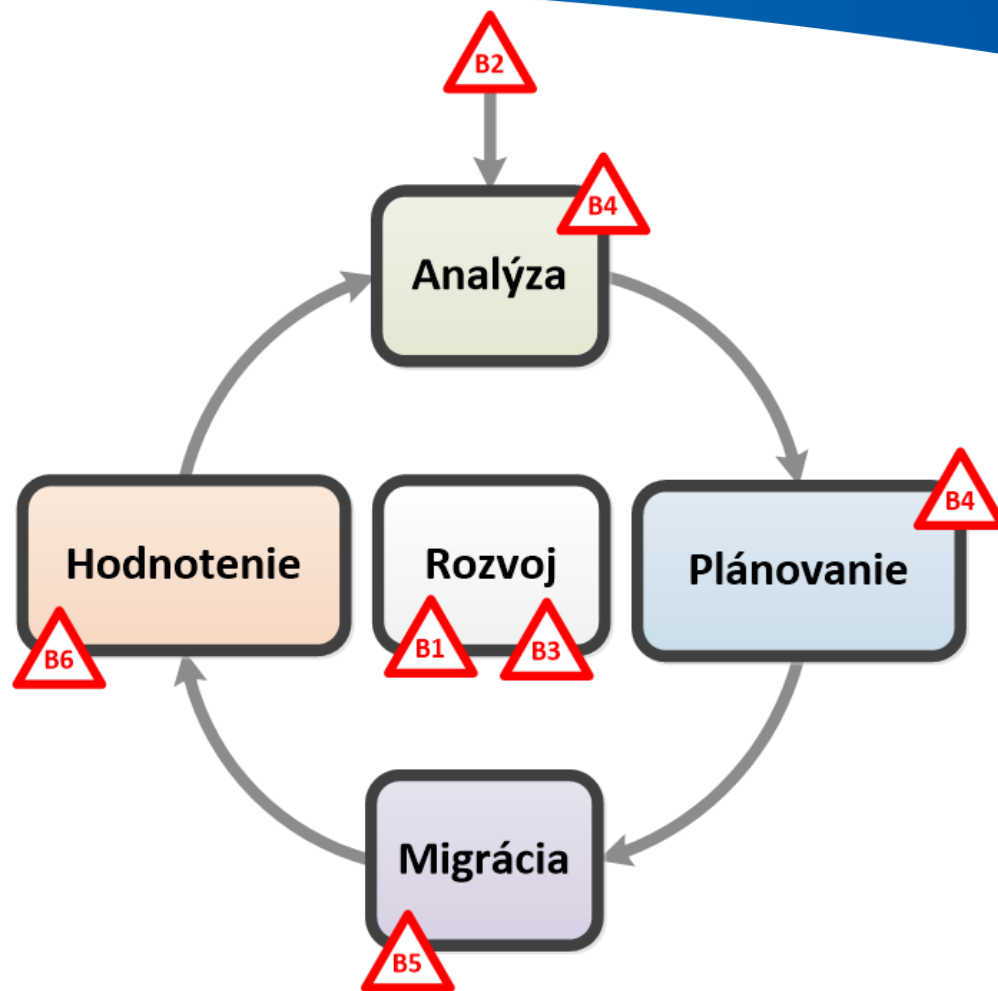 B2
B4
Analýza
B4
Hodnotenie
Rozvoj
Plánovanie
B6
B1
B3
Migrácia
B5